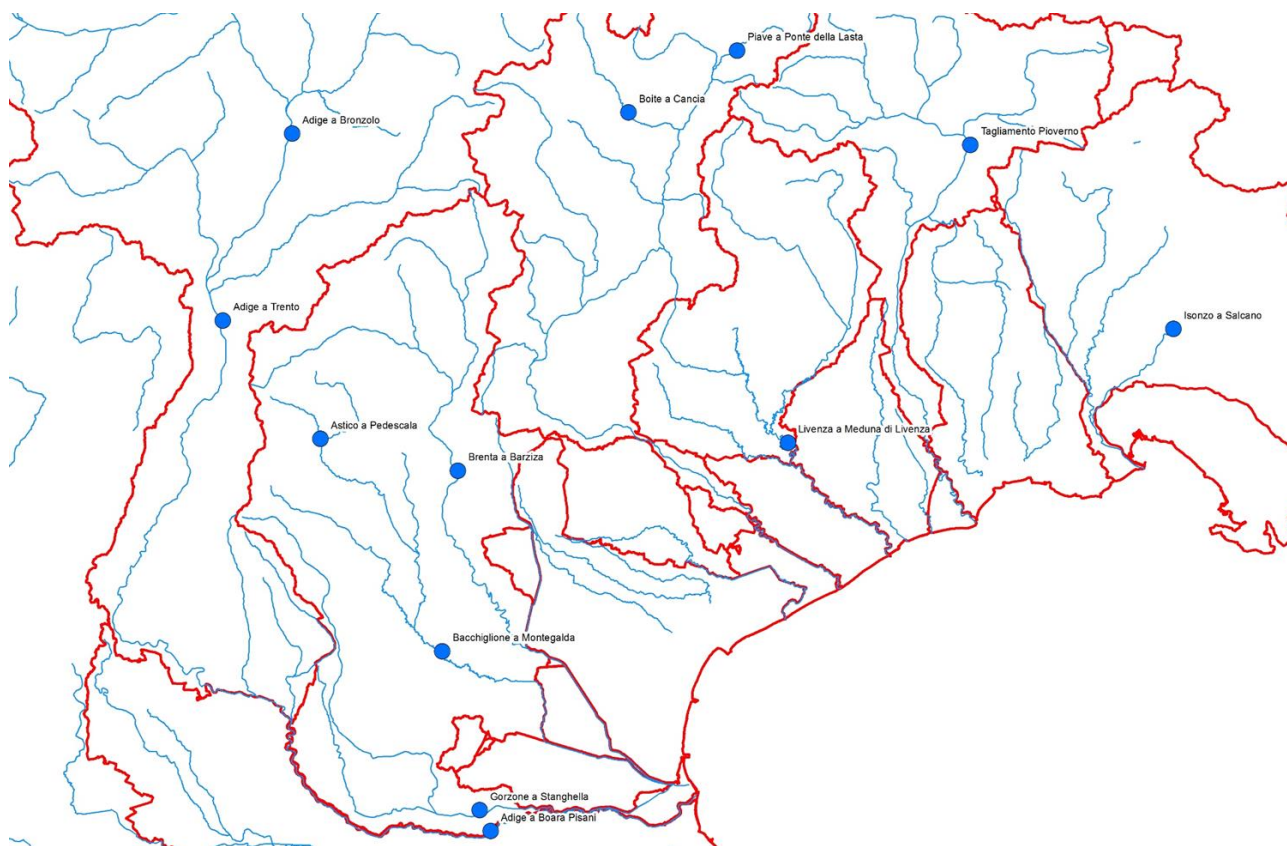 Piave a Ponte della Lasta
Boite a Cancia
Adige a Bronzolo
Tagliamento Pioverno
Adige a Trento
Isonzo a Salcano
Astico a Pedescala
Livenza a Meduna di Livenza
Brenta a Barziza
Bacchiglione a Montegalda
Gorzone a Stanghella
Adige a Boara Pisani